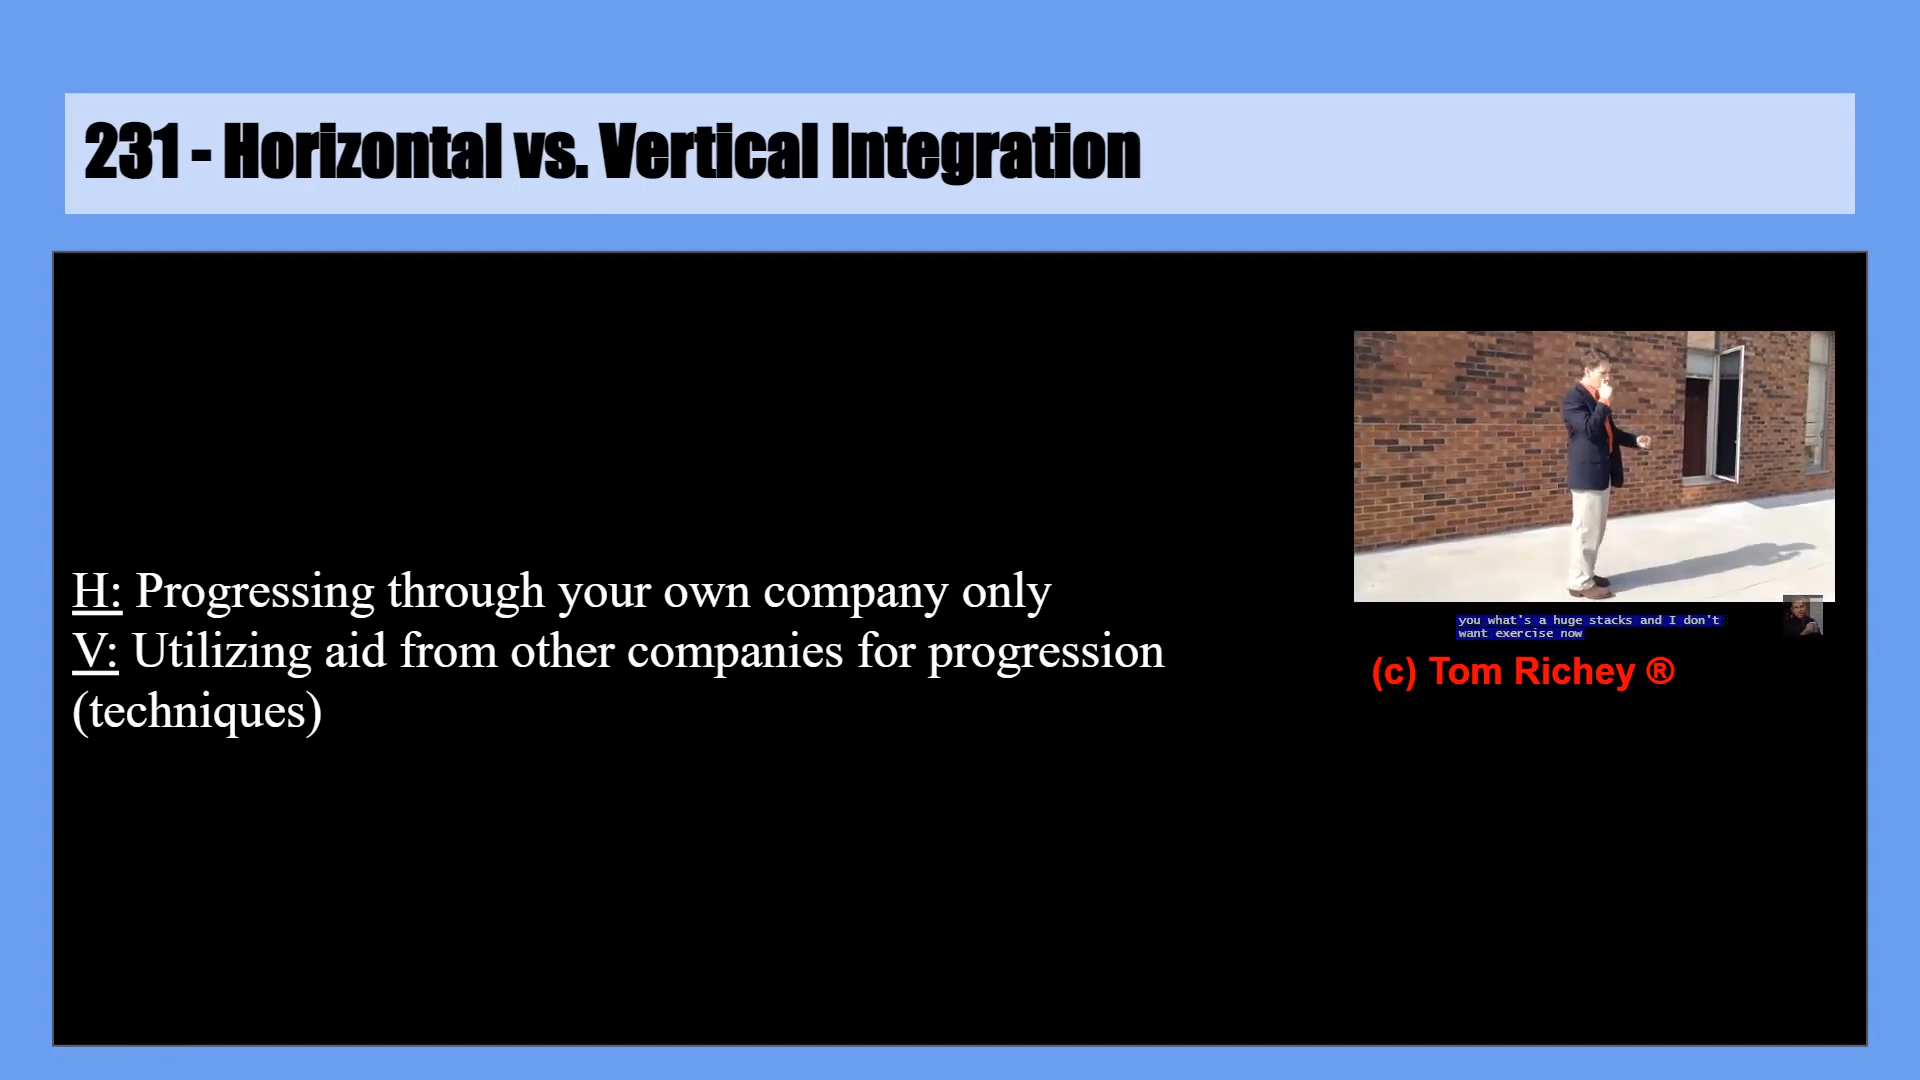 231 - Horizontal vs. Vertical Integration
H: Progressing through your own company only
V: Utilizing aid from other companies for progression
(techniques)
you what's a huge stacks and I don't
want exercise now
(c) Tom Richey ®